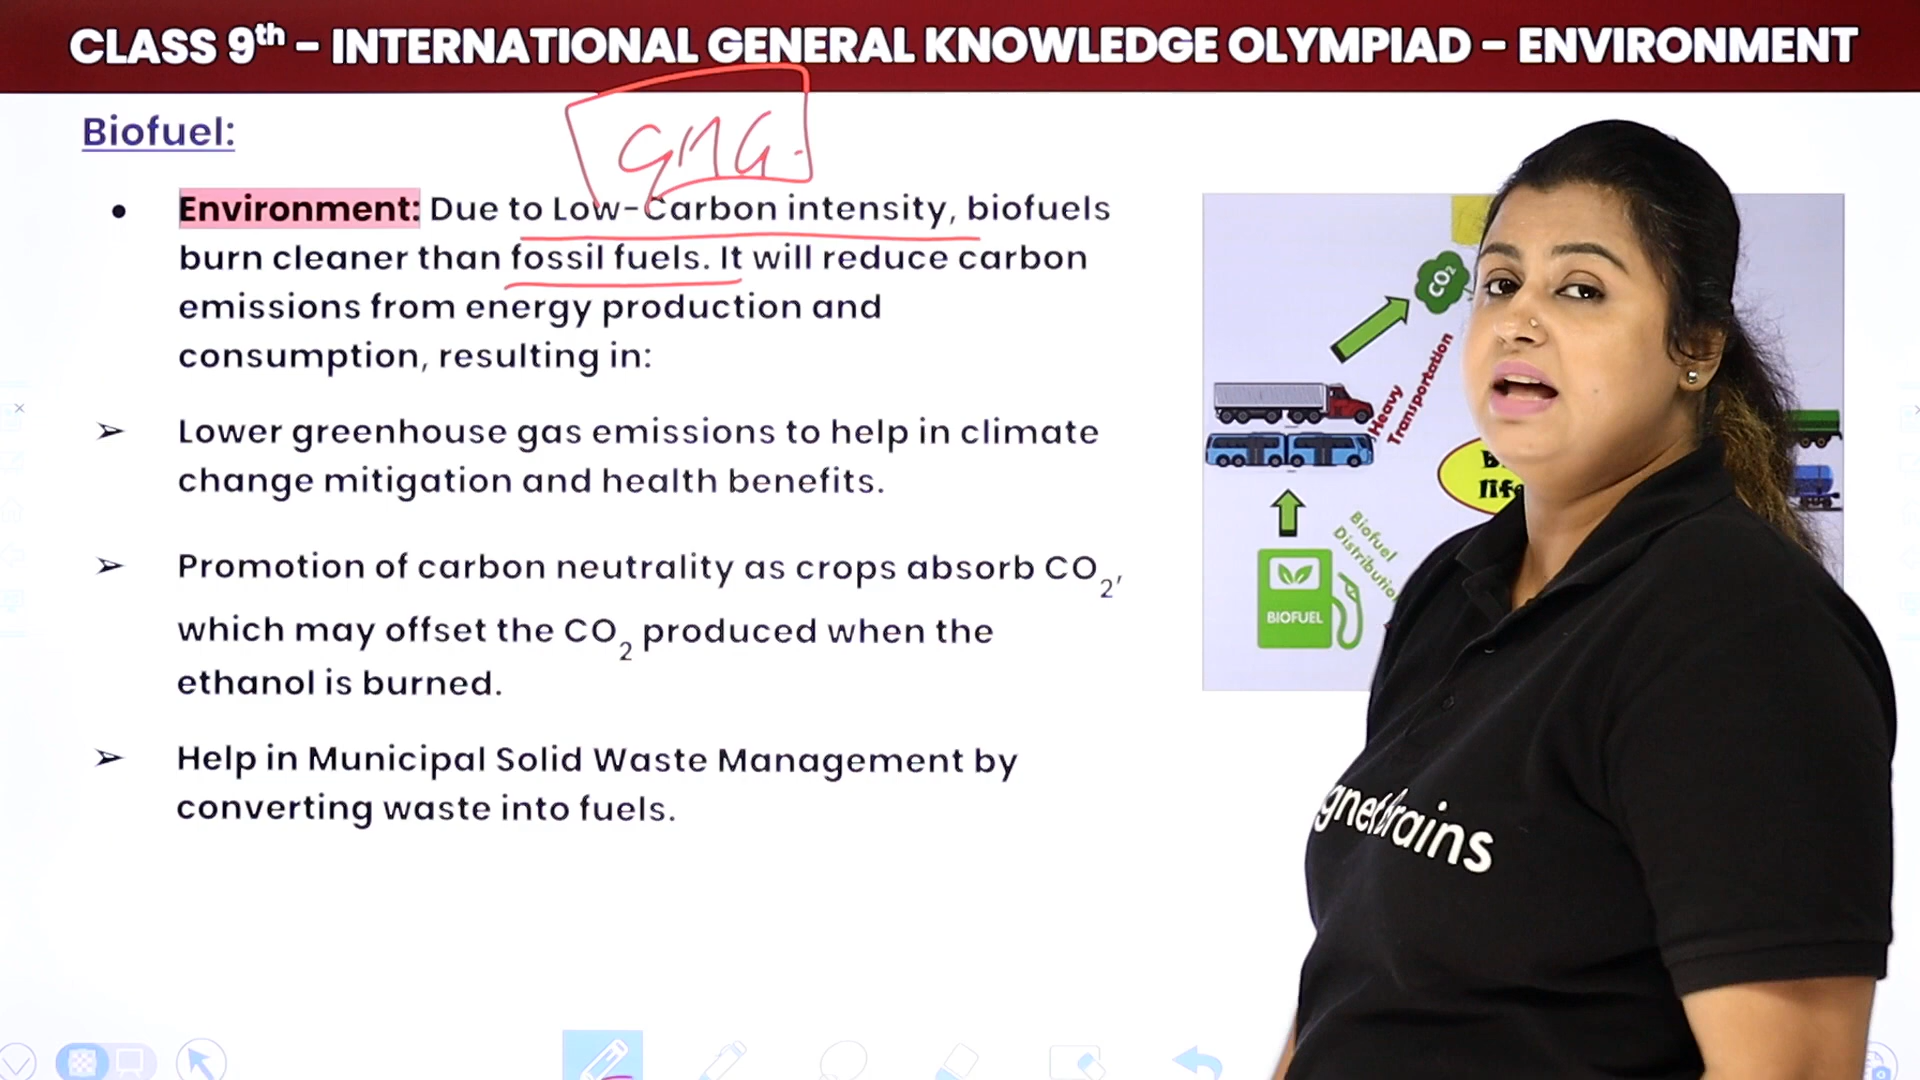 CLASS 9th – INTERNATIONAL GENERAL KNOWLEDGE OLYMPIAD – ENVIRONMENT
Biofuel:
GHG
• Environment: Due to Low-Carbon intensity, biofuels
burn cleaner than fossil fuels. It will reduce carbon
emissions from energy production and
consumption, resulting in:
➢ Lower greenhouse gas emissions to help in climate
change mitigation and health benefits.
➢ Promotion of carbon neutrality as crops absorb CO2,
which may offset the CO2 produced when the
ethanol is burned.
➢ Help in Municipal Solid Waste Management by
converting waste into fuels.
CO2
Heavy
Transportation
life
Biofuel
Distribution
BIOFUEL
gnetBrains